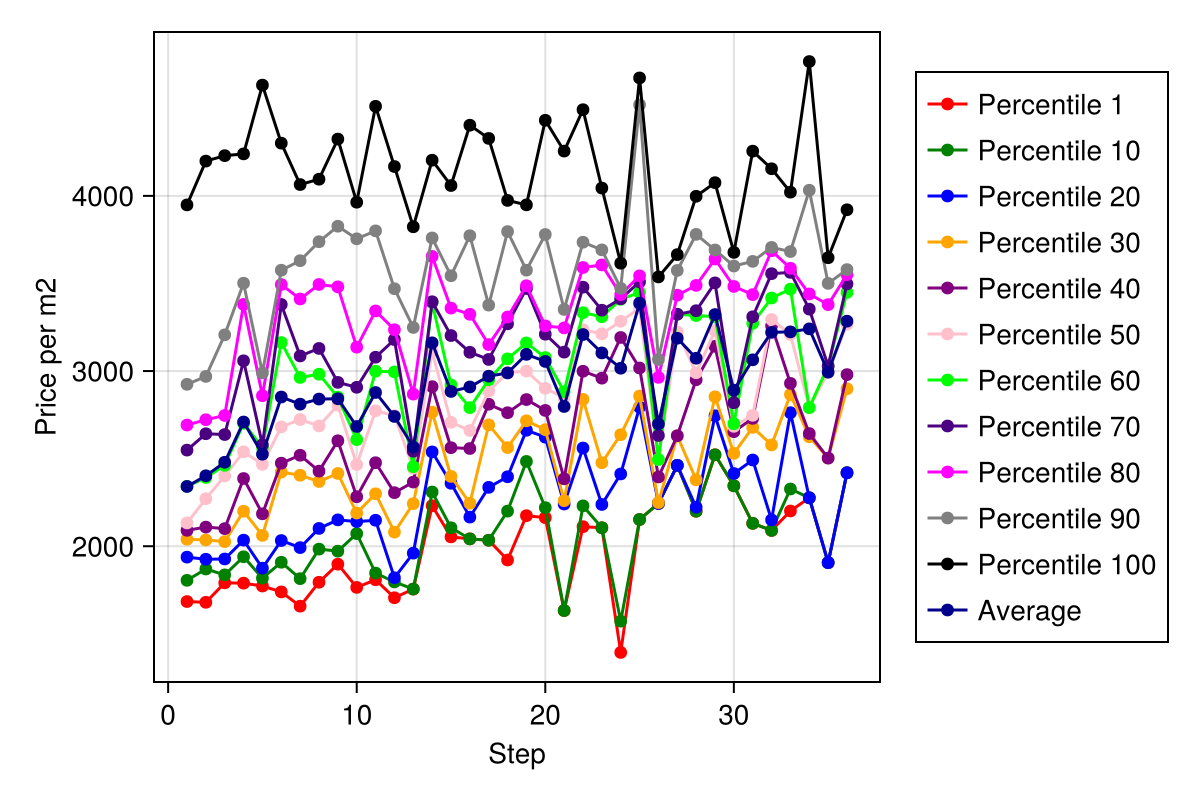 Price per m2
4000
3000
2000
0
10
20
30
Step
Percentile 1
Percentile 10
Percentile 20
Percentile 30
Percentile 40
Percentile 50
Percentile 60
Percentile 70
Percentile 80
Percentile 90
Percentile 100
Average